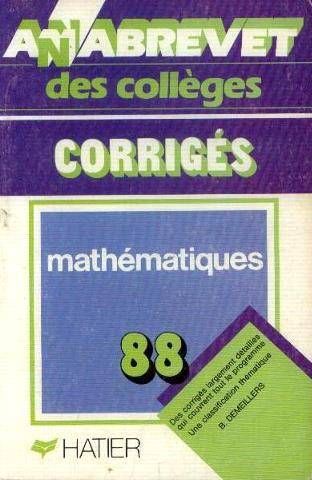 ANNABREVET
des collèges
CORRIGÉS
mathématiques
88
Des corrigés largement détaillés
qui couvrent tout le programme
Une classification thématique
B. DEMEILLERS
HATIER